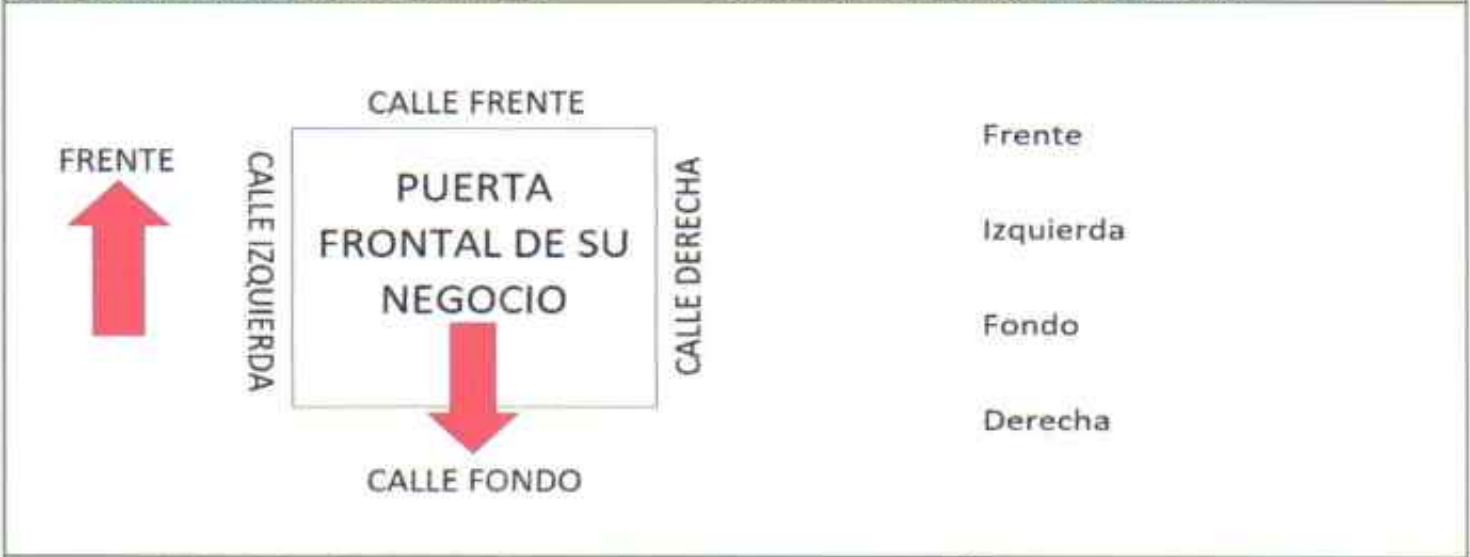 CALLE FRENTE
FRENTE
CALLE IZQUIERDA
PUERTA
FRONTAL DE SU
NEGOCIO
CALLE DERECHA
CALLE FONDO
Frente
Izquierda
Fondo
Derecha